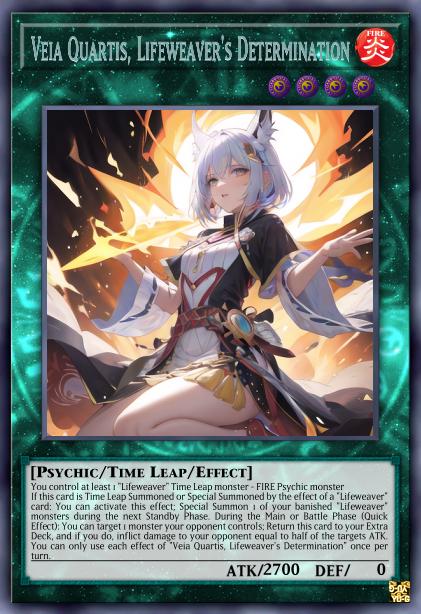 Veia Quartis, Lifeweaver's Determination
FIRE
炎
[Psychic/Time Leap/Effect]
You control at least 1 "Lifeweaver" Time Leap monster - FIRE Psychic monster
If this card is Time Leap Summoned or Special Summoned by the effect of a "Lifeweaver"
card: You can activate this effect; Special Summon 1 of your banished "Lifeweaver"
monsters during the next Standby Phase. During the Main or Battle Phase (Quick
Effect): You can target 1 monster your opponent controls; Return this card to your Extra
Deck, and if you do, inflict damage to your opponent equal to half of the targets ATK.
You can only use each effect of "Veia Quartis, Lifeweaver's Determination" once per
turn.
ATK/2700 DEF/ 0